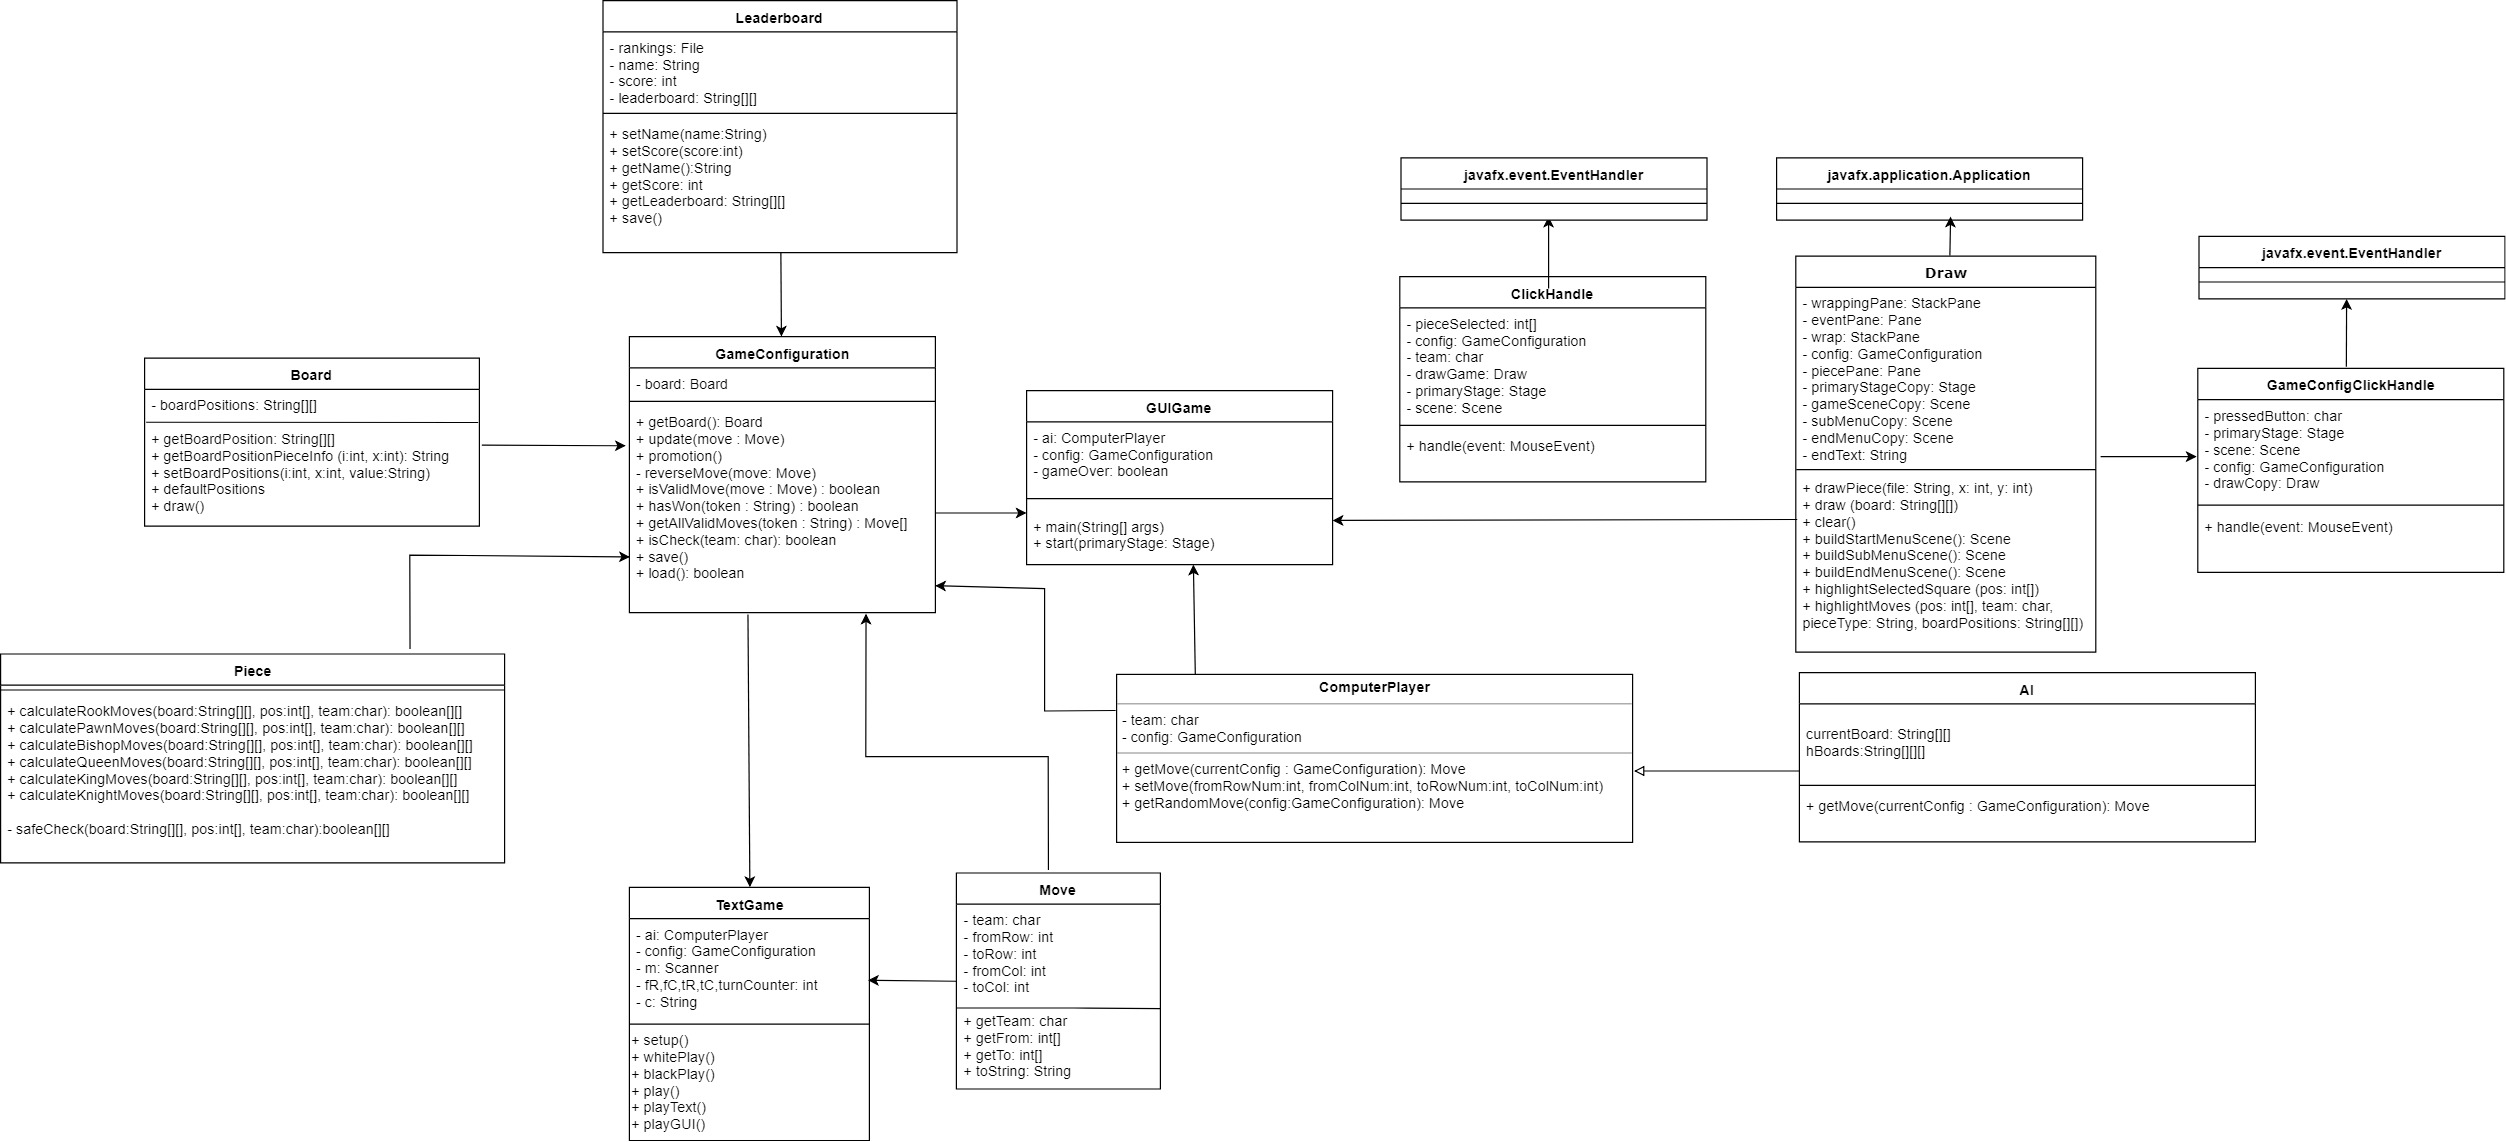 Leaderboard
- rankings: File
- name: String
- score: int
- leaderboard: String[][]
+ setName(name:String)
+ setScore(score:int)
+ getName():String
+ getScore: int
+ getLeaderboard: String[][]
+ save()
javafx.event.EventHandler
javafx.application.Application
javafx.event.EventHandler
ClickHandle
- pieceSelected: int[]
- config: GameConfiguration
- team: char
- drawGame: Draw
- primaryStage: Stage
- scene: Scene
+ handle(event: MouseEvent)
Draw
- wrappingPane: StackPane
- eventPane: Pane
- wrap: StackPane
- config: GameConfiguration
- piecePane: Pane
- primaryStageCopy: Stage
- gameSceneCopy: Scene
- subMenuCopy: Scene
- endMenuCopy: Scene
- endText: String
+ drawPiece(file: String, x: int, y: int)
+ draw (board: String[][])
+ clear()
+ buildStartMenuScene(): Scene
+ buildSubMenuScene(): Scene
+ buildEndMenuScene(): Scene
+ highlightSelectedSquare (pos: int[])
+ highlightMoves (pos: int[], team: char,
pieceType: String, boardPositions: String[][])
GameConfigClickHandle
- pressedButton: char
- primaryStage: Stage
- scene: Scene
- config: GameConfiguration
- drawCopy: Draw
+ handle(event: MouseEvent)
Board
- boardPositions: String[][]
+ getBoardPosition: String[][]
+ getBoardPositionPieceInfo (i:int, x:int): String
+ setBoardPositions(i:int, x:int, value:String)
+ defaultPositions
+ draw()
GameConfiguration
- board: Board
+ getBoard(): Board
+ update(move : Move)
+ promotion()
- reverseMove(move: Move)
+ isValidMove(move : Move) : boolean
+ hasWon(token : String) : boolean
+ getAllValidMoves(token : String) : Move[]
+ isCheck(team: char): boolean
+ save()
+ load(): boolean
GUIGame
- ai: ComputerPlayer
- config: GameConfiguration
- gameOver: boolean
+ main(String[] args)
+ start(primaryStage: Stage)
Piece
+ calculateRookMoves(board:String[][], pos:int[], team:char): boolean[][]
+ calculatePawnMoves(board:String[][], pos:int[], team:char): boolean[][]
+ calculateBishopMoves(board:String[][], pos:int[], team:char): boolean[][]
+ calculateQueenMoves(board:String[][], pos:int[], team:char): boolean[][]
+ calculateKingMoves(board:String[][], pos:int[], team:char): boolean[][]
+ calculateKnightMoves(board:String[][], pos:int[], team:char): boolean[][]
- safeCheck(board:String[][], pos:int[], team:char):boolean[][]
ComputerPlayer
- team: char
- config: GameConfiguration
+ getMove(currentConfig : GameConfiguration): Move
+ setMove(fromRowNum:int, fromColNum:int, toRowNum:int, toColNum:int)
+ getRandomMove(config:GameConfiguration): Move
AI
currentBoard: String[][]
hBoards:String[][][]
+ getMove(currentConfig : GameConfiguration): Move
TextGame
- ai: ComputerPlayer
- config: GameConfiguration
- m: Scanner
- fR,fC,tR,tC,turnCounter: int
- c: String
+ setup()
+ whitePlay()
+ blackPlay()
+ play()
+ playText()
+ playGUI()
Move
- team: char
- fromRow: int
- toRow: int
- fromCol: int
- toCol: int
+ getTeam: char
+ getFrom: int[]
+ getTo: int[]
+ toString: String